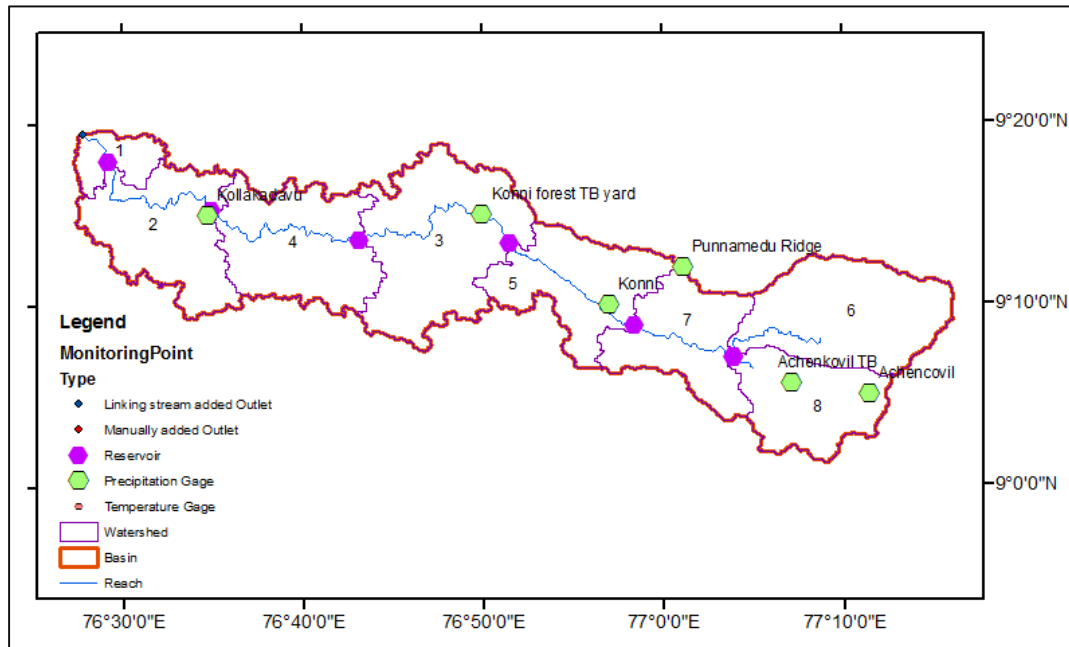 9°20'0"N
1
Kollakadavu
Konni forest TB yard
2
4
3
Punnamedu Ridge
5
Konni
7
6
9°10'0"N
Legend
MonitoringPoint
Type
Linking stream added Outlet
Manually added Outlet
Reservoir
Precipitation Gage
Temperature Gage
Watershed
Basin
Reach
Achenkovil TB
Achencovil
8
9°0'0"N
76°30'0"E
76°40'0"E
76°50'0"E
77°0'0"E
77°10'0"E